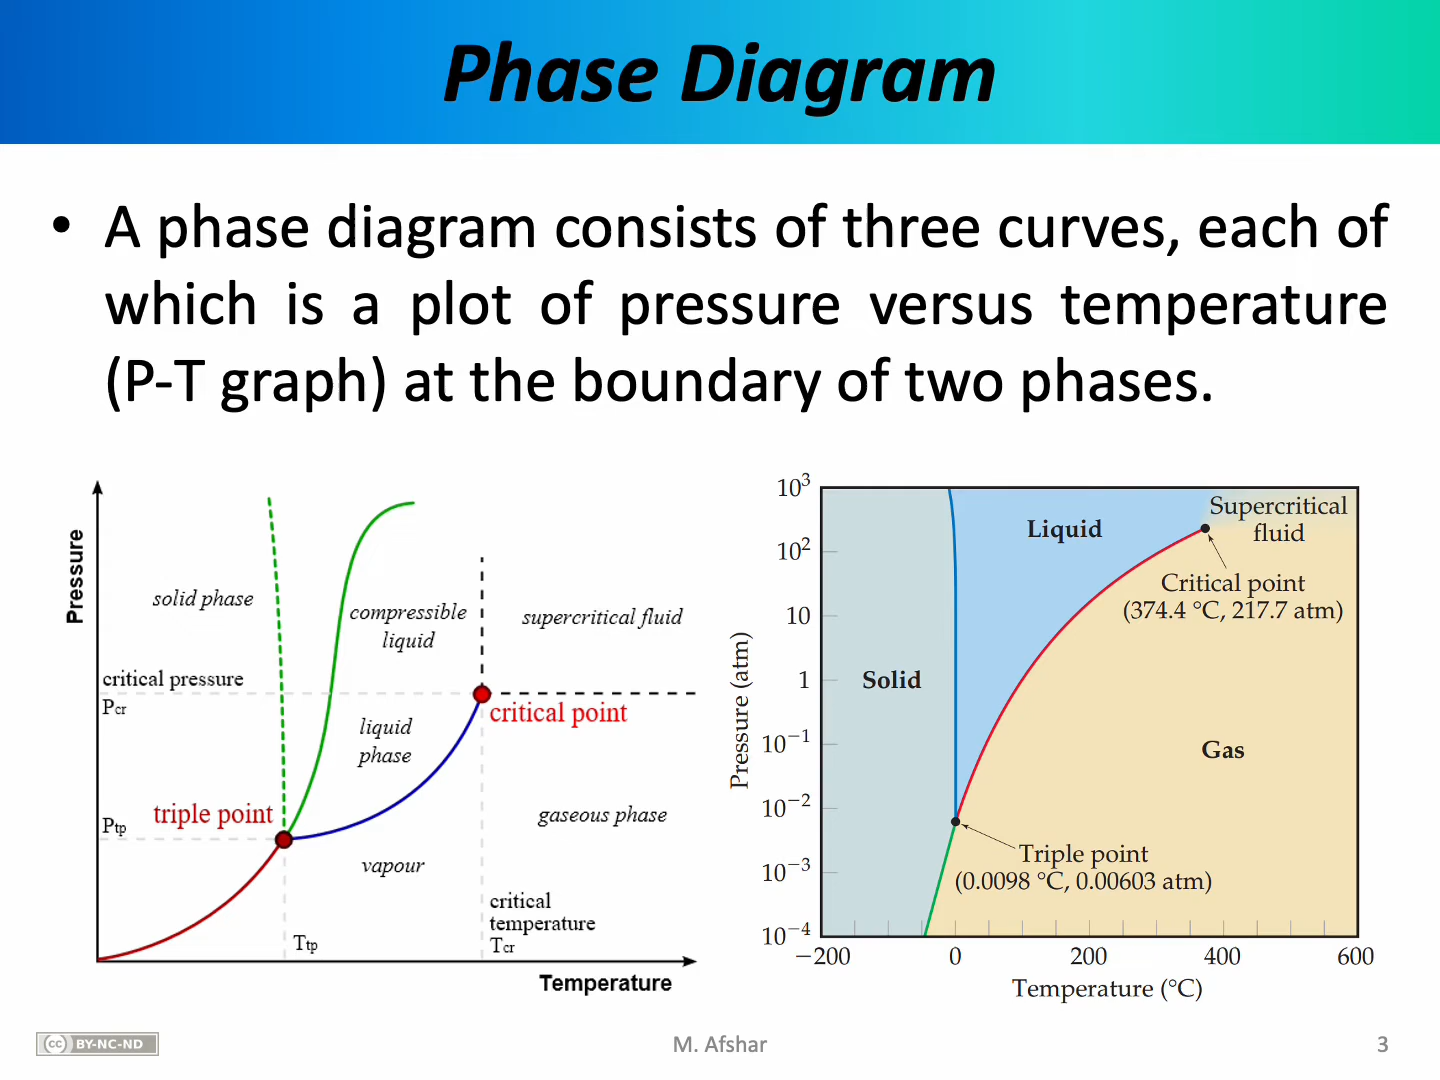 Phase Diagram
• A phase diagram consists of three curves, each of
which is a plot of pressure versus temperature
(P-T graph) at the boundary of two phases.
Pressure
solid phase
compressible
liquid
supercritical fluid
critical pressure
Pcr
critical point
liquid
phase
triple point
Ptp
gaseous phase
vapour
critical
temperature
Tcr
Ttp
Temperature
10³
10²
10
1
10⁻¹
10⁻²
10⁻³
10⁻⁴
Pressure (atm)
Supercritical
fluid
Liquid
Critical point
(374.4 °C, 217.7 atm)
Solid
Gas
Triple point
(0.0098 °C, 0.00603 atm)
−200 0 200 400 600
Temperature (°C)
cc BY-NC-ND
M. Afshar
3